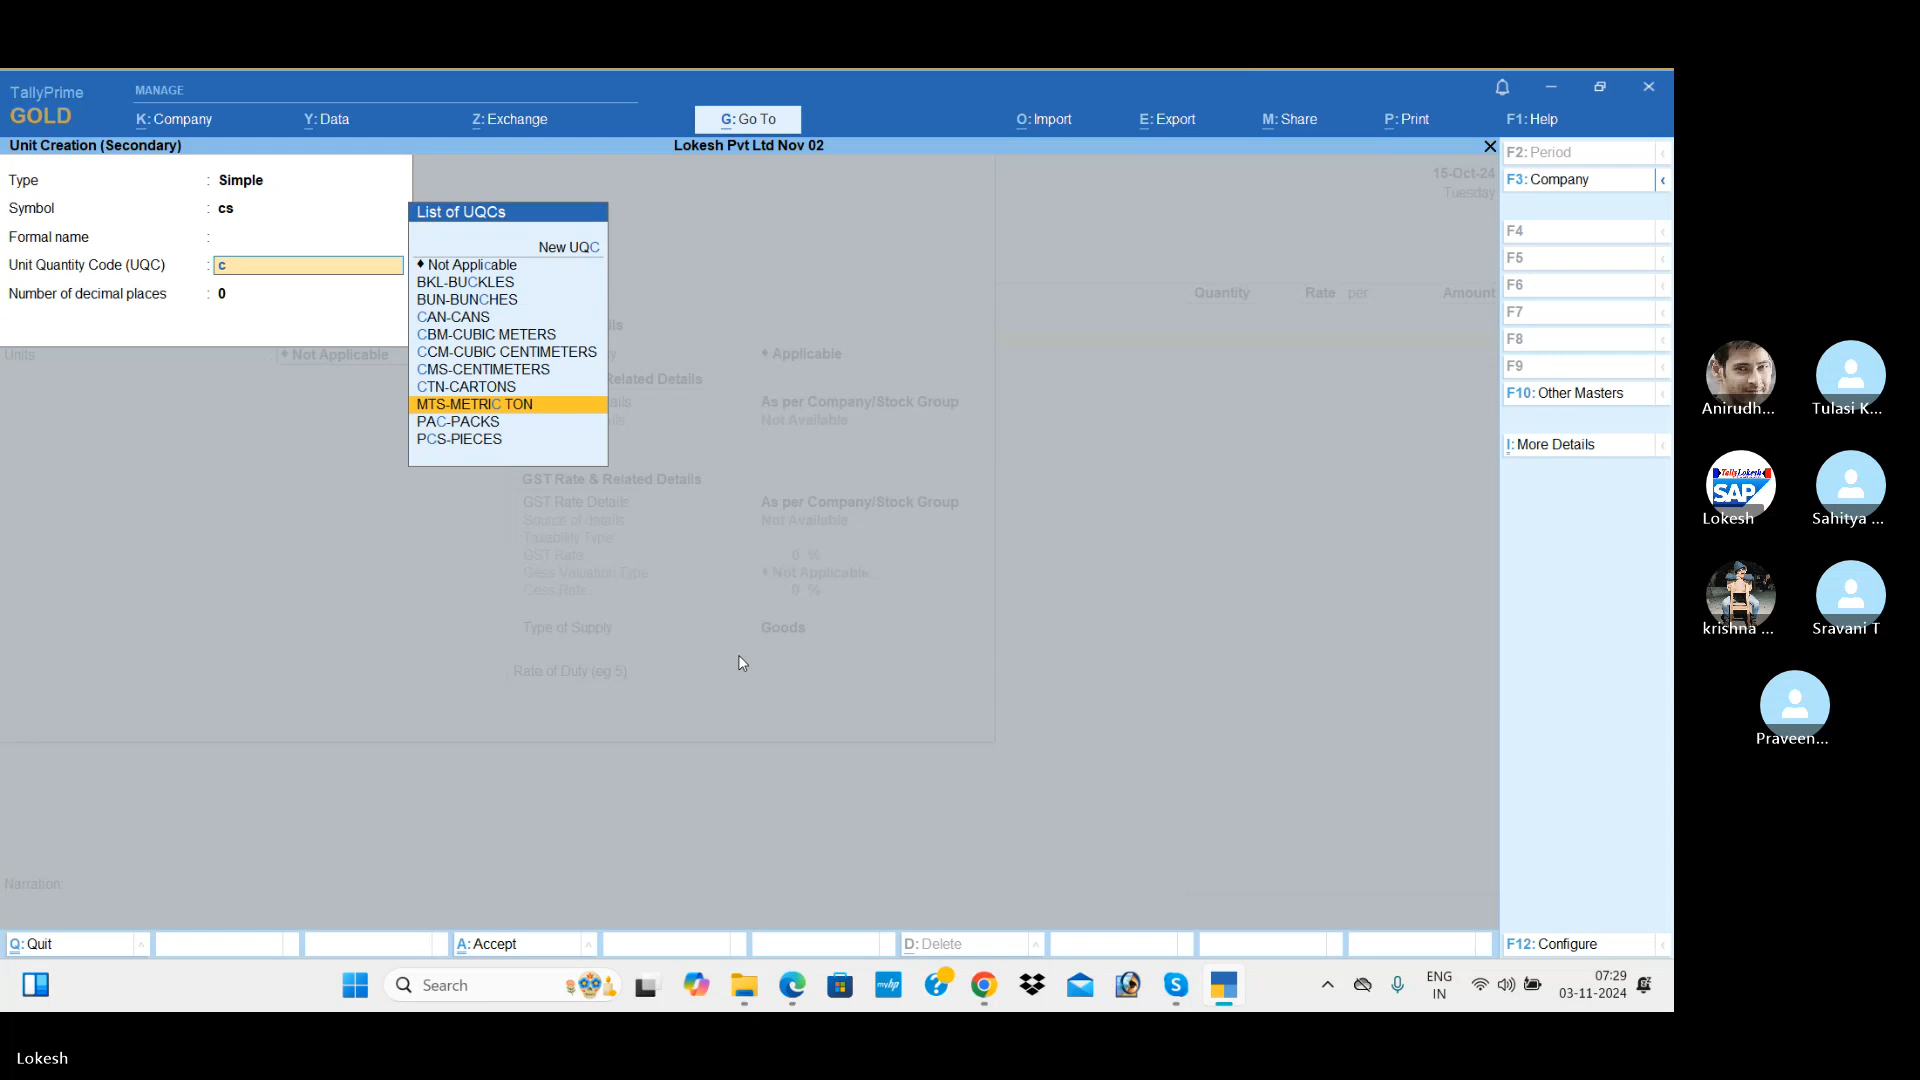 TallyPrime
GOLD
MANAGE
K: Company
Y: Data
Z: Exchange
G: Go To
O: Import
E: Export
M: Share
P: Print
F1: Help
Unit Creation (Secondary)
Lokesh Pvt Ltd Nov 02
Type : Simple
Symbol : cs
Formal name :
Unit Quantity Code (UQC) : c
Number of decimal places : 0
List of UQCs
New UQC
♦ Not Applicable
BKL-BUCKLES
BUN-BUNCHES
CAN-CANS
CBM-CUBIC METERS
CCM-CUBIC CENTIMETERS
CMS-CENTIMETERS
CTN-CARTONS
MTS-METRIC TON
PAC-PACKS
PCS-PIECES
15-Oct-24
Tuesday
Quantity Rate per Amount
Units
♦ Not Applicable
♦ Applicable
Related Details
As per Company/Stock Group
Not Available
GST Rate & Related Details
GST Rate Details As per Company/Stock Group
Source of details Not Available
Taxability Type
GST Rate 0 %
Cess Valuation Type ♦ Not Applicable
Cess Rate 0 %
Type of Supply Goods
Rate of Duty (eg 5)
Narration:
F2: Period
F3: Company
F4
F5
F6
F7
F8
F9
F10: Other Masters
I: More Details
F12: Configure
Q: Quit
A: Accept
D: Delete
Search
myhp
ENG
IN
07:29
03-11-2024
Anirudh...
Tulasi K...
TallyLokesh
SAP
Lokesh
Sahitya ...
krishna ...
Sravani T
Praveen...
Lokesh